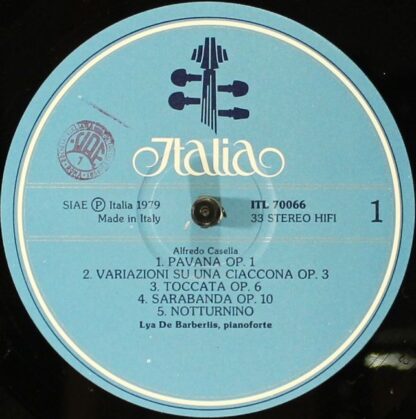 Italia
SIAE Ⓟ Italia 1979
Made in Italy
ITL 70066
33 STEREO HIFI
1
Alfredo Casella
1. PAVANA OP. 1
2. VARIAZIONI SU UNA CIACCONA OP. 3
3. TOCCATA OP. 6
4. SARABANDA OP. 10
5. NOTTURNINO
Lya De Barberiis, pianoforte